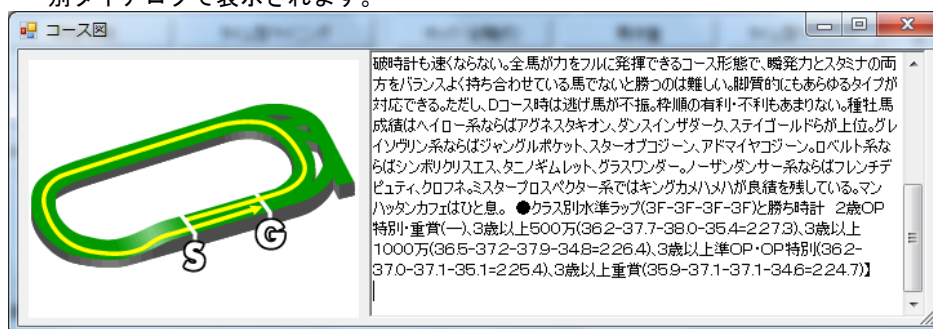 別ダイアログで表示されます。
コース図
破時計も速くならない。全馬が力をフルに発揮できるコース形態で、瞬発力とスタミナの両
方をバランスよく持ち合わせている馬でないと勝つのは難しい。脚質的にもあらゆるタイプが
対応できる。ただし、Dコース時は逃げ馬が不振。枠順の有利・不利もあまりない。種牡馬
成績はヘイロー系ならばアグネスタキオン、ダンスインザダーク、ステイゴールドらが上位。グレ
イソヴリン系ならばジャングルポケット、スターオブコジーン、アドマイヤコジーン。ロベルト系な
らばシンボリクリスエス、タニノギムレット、グラスワンダー。ノーザンダンサー系ならばフレンチデ
ピュティ、クロフネ。ミスタープロスペクター系ではキングカメハメハが良績を残している。マン
ハッタンカフェはひと息。 ●クラス別水準ラップ(3F-3F-3F-3F)と勝ち時計 2歳OP
特別・重賞(―)、3歳以上500万(36.2-37.7-38.0-35.4=2.27.3)、3歳以上
1000万(36.5-37.2-37.9-34.8=2.26.4)、3歳以上準OP・OP特別(36.2-
37.0-37.1-35.1=2.25.4)、3歳以上重賞(35.9-37.1-37.1-34.6=2.24.7)】
S
G